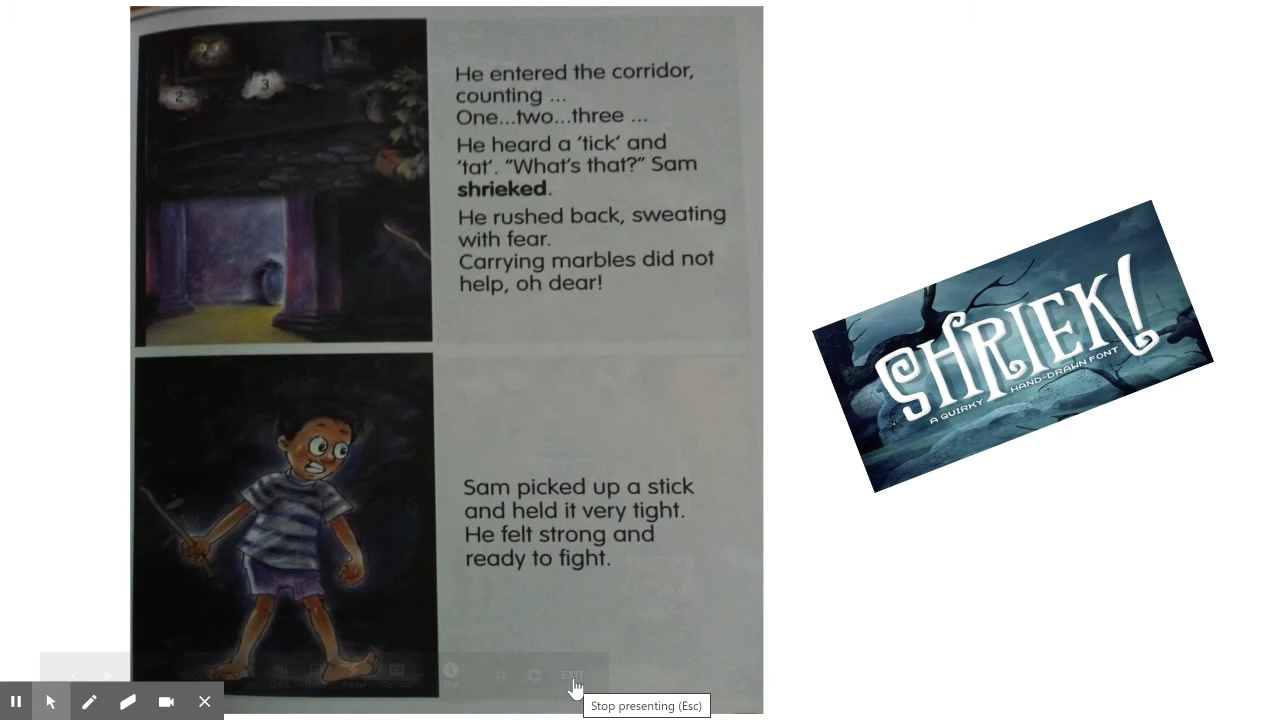 2
3
He entered the corridor,
counting ...
One...two...three ...
He heard a ‘tick’ and
‘tat’. “What’s that?” Sam
shrieked.
He rushed back, sweating
with fear.
Carrying marbles did not
help, oh dear!
Sam picked up a stick
and held it very tight.
He felt strong and
ready to fight.
SHRIEK!
A QUIRKY HAND-DRAWN FONT
EXIT
Stop presenting (Esc)